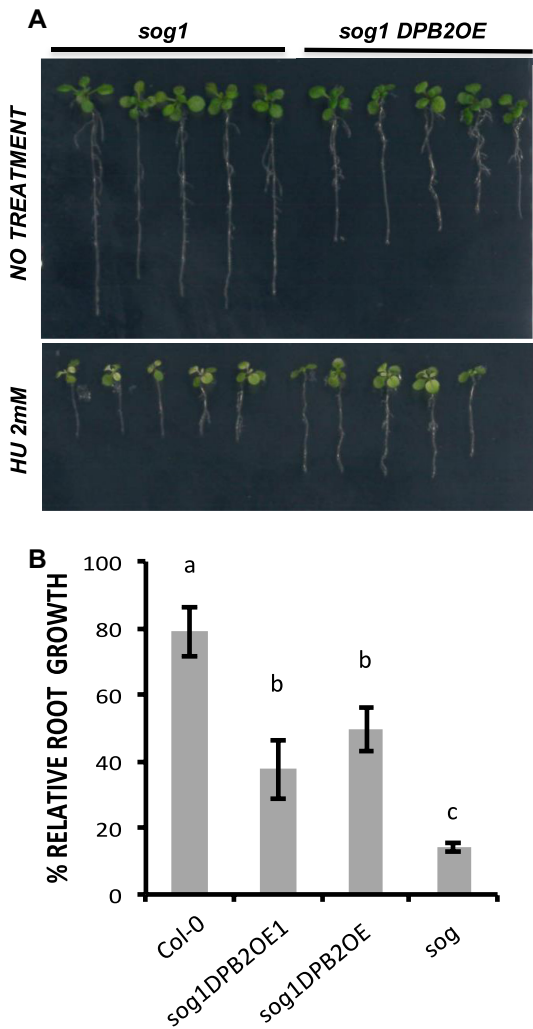 A
sog1
sog1 DPB2OE
NO TREATMENT
HU 2mM
B
% RELATIVE ROOT GROWTH
100
80
60
40
20
0
a
b
b
c
Col-0
sog1DPB2OE1
sog1DPB2OE
sog